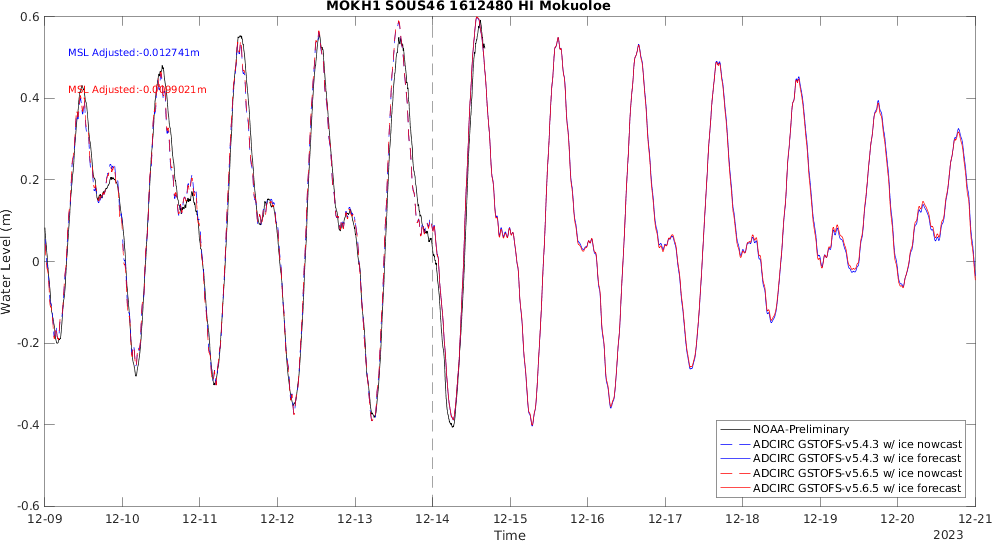 MOKH1 SOUS46 1612480 HI Mokuoloe
MSL Adjusted:-0.012741m
MSL Adjusted:-0.0099021m
Water Level (m)
0.6
0.4
0.2
0
-0.2
-0.4
-0.6
NOAA-Preliminary
ADCIRC GSTOFS-v5.4.3 w/ ice nowcast
ADCIRC GSTOFS-v5.4.3 w/ ice forecast
ADCIRC GSTOFS-v5.6.5 w/ ice nowcast
ADCIRC GSTOFS-v5.6.5 w/ ice forecast
12-09 12-10 12-11 12-12 12-13 12-14 12-15 12-16 12-17 12-18 12-19 12-20 12-21
Time
2023